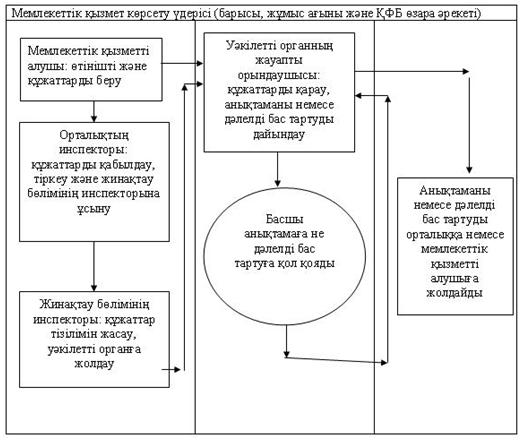 Мемлекеттік қызмет көрсету үдерісі (барысы, жұмыс ағыны және ҚФБ өзара әрекеті)
Мемлекеттік қызметті
алушы: өтінішті және
құжаттарды беру
Орталықтың
инспекторы:
құжаттарды қабылдау,
тіркеу және жинақтау
бөлімінің инспекторына
ұсыну
Жинақтау бөлімінің
инспекторы: құжаттар
тізілімін жасау,
уәкілетті органға
жолдау
Уәкілетті органның
жауапты
орындаушысы:
құжаттарды қарау,
анықтаманы немесе
дәлелді бас тартуды
дайындау
Басшы
анықтамаға не
дәлелді бас
тартуға қол қояды
Анықтаманы
немесе дәлелді
бас тартуды
орталыққа немесе
мемлекеттік
қызметті
алушыға
жолдайды